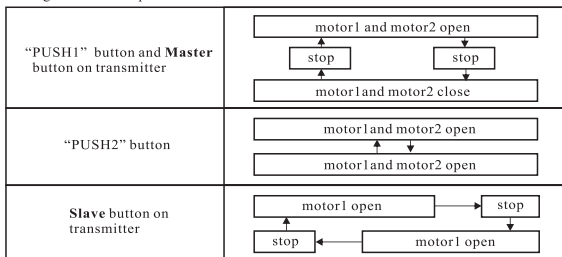 "PUSH1" button and Master
button on transmitter
motor1 and motor2 open
stop
stop
motor1and motor2 close
"PUSH2" button
motor1and motor2 open
motor1and motor2 open
Slave button on
transmitter
motor1 open
stop
stop
motor1 open